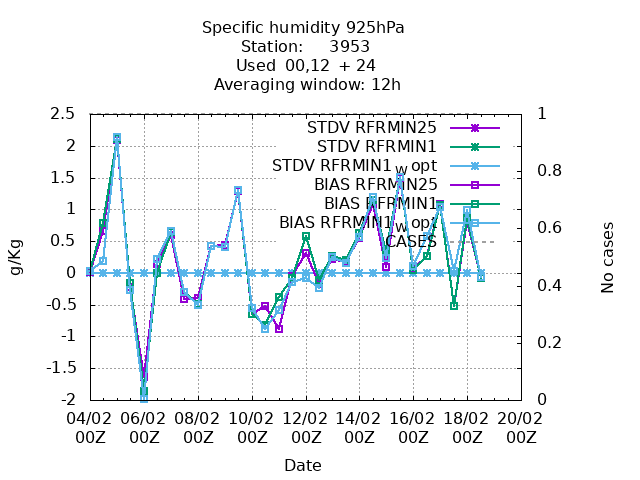 Specific humidity 925hPa
Station: 3953
Used 00,12 + 24
Averaging window: 12h
g/Kg
No cases
2.5
2
1.5
1
0.5
0
-0.5
-1
-1.5
-2
1
0.8
0.6
0.4
0.2
0
STDV RFRMIN25
STDV RFRMIN1
STDV RFRMIN1w opt
BIAS RFRMIN25
BIAS RFRMIN1
BIAS RFRMIN1w opt
CASES
04/02 06/02 08/02 10/02 12/02 14/02 16/02 18/02 20/02
00Z 00Z 00Z 00Z 00Z 00Z 00Z 00Z 00Z
Date